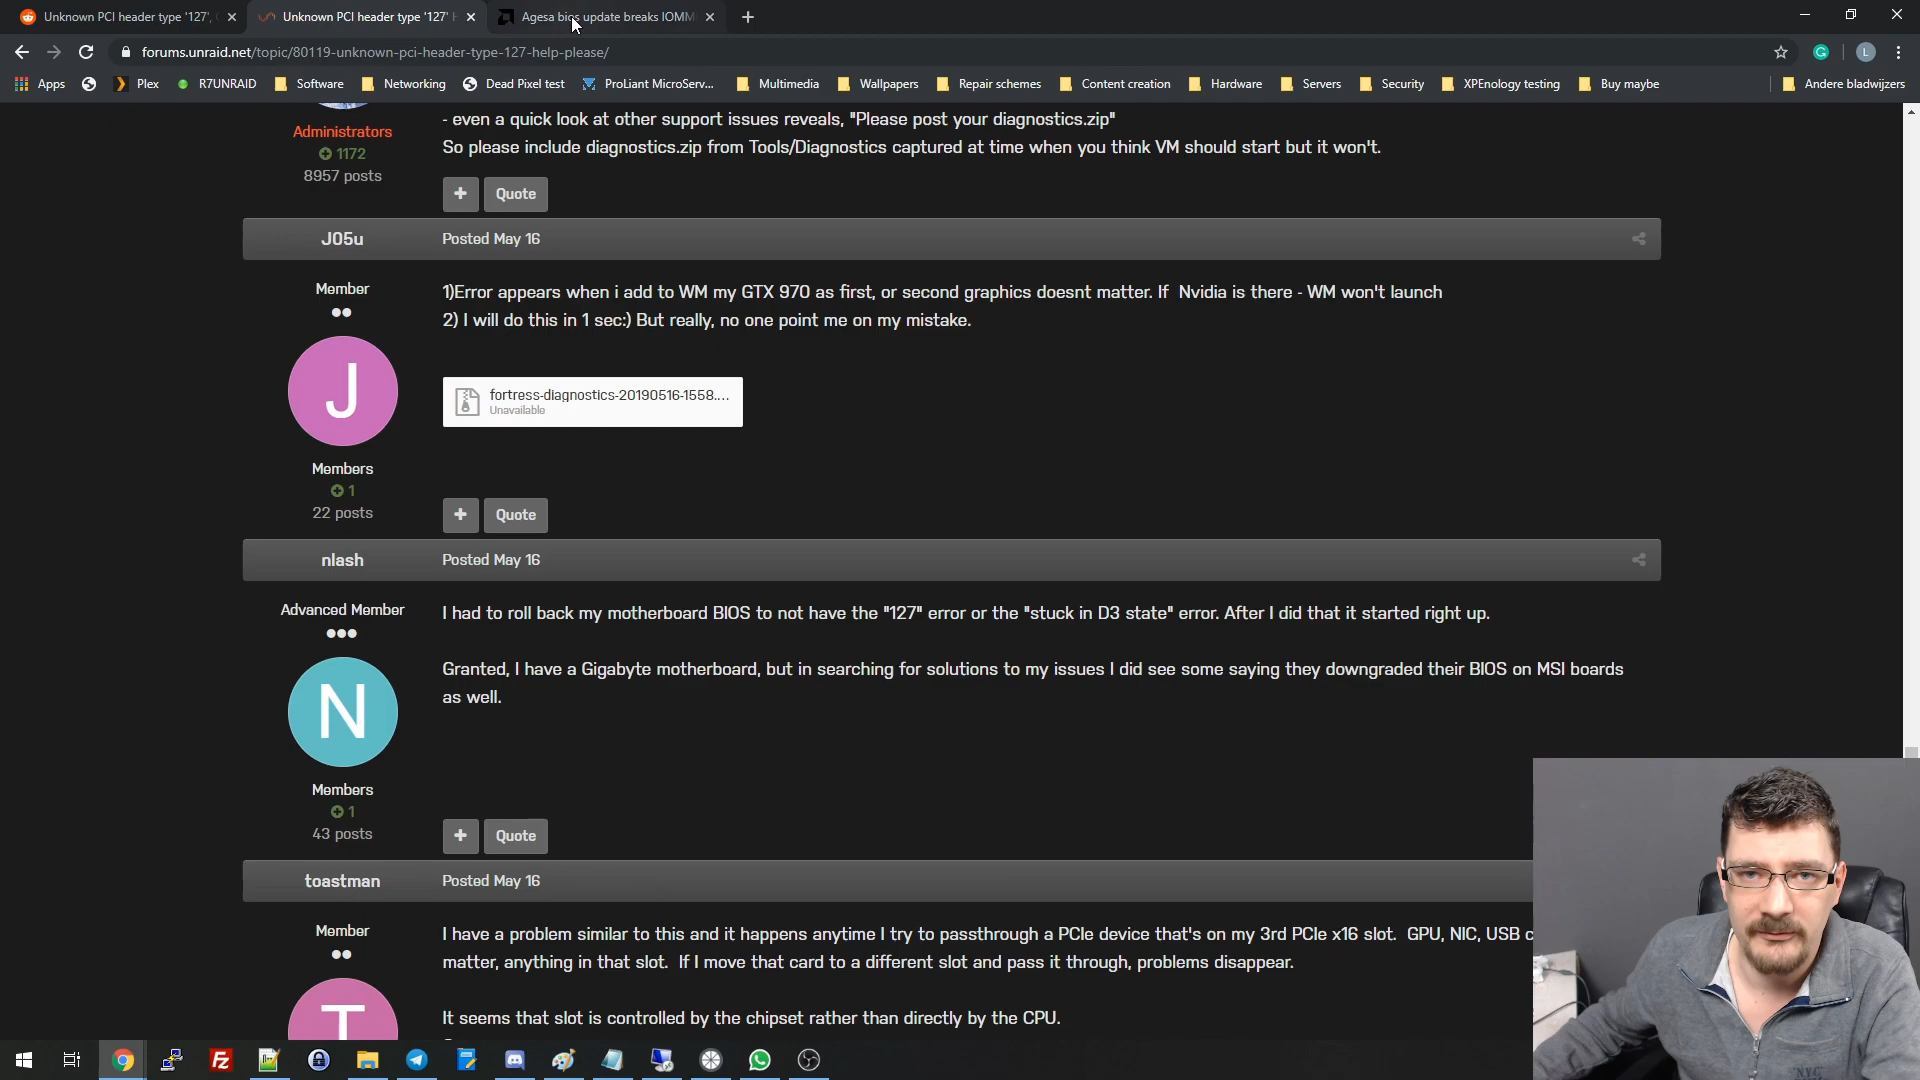 Unknown PCI header type '127',
Unknown PCI header type '127' H
Agesa bios update breaks IOMM
forums.unraid.net/topic/80119-unknown-pci-header-type-127-help-please/
L
Apps
Plex
R7UNRAID
Software
Networking
Dead Pixel test
ProLiant MicroServ...
Multimedia
Wallpapers
Repair schemes
Content creation
Hardware
Servers
Security
XPEnology testing
Buy maybe
Andere bladwijzers
- even a quick look at other support issues reveals, "Please post your diagnostics.zip"
Administrators
So please include diagnostics.zip from Tools/Diagnostics captured at time when you think VM should start but it won't.
1172
8957 posts
+ Quote
J05u
Posted May 16
Member
1)Error appears when i add to WM my GTX 970 as first, or second graphics doesnt matter. If Nvidia is there - WM won't launch
2) I will do this in 1 sec:) But really, no one point me on my mistake.
J
fortress-diagnostics-20190516-1558....
Unavailable
Members
1
22 posts
+ Quote
nlash
Posted May 16
Advanced Member
I had to roll back my motherboard BIOS to not have the "127" error or the "stuck in D3 state" error. After I did that it started right up.
Granted, I have a Gigabyte motherboard, but in searching for solutions to my issues I did see some saying they downgraded their BIOS on MSI boards
as well.
N
Members
1
43 posts
+ Quote
toastman
Posted May 16
Member
I have a problem similar to this and it happens anytime I try to passthrough a PCIe device that's on my 3rd PCIe x16 slot. GPU, NIC, USB c
matter, anything in that slot. If I move that card to a different slot and pass it through, problems disappear.
T
It seems that slot is controlled by the chipset rather than directly by the CPU.